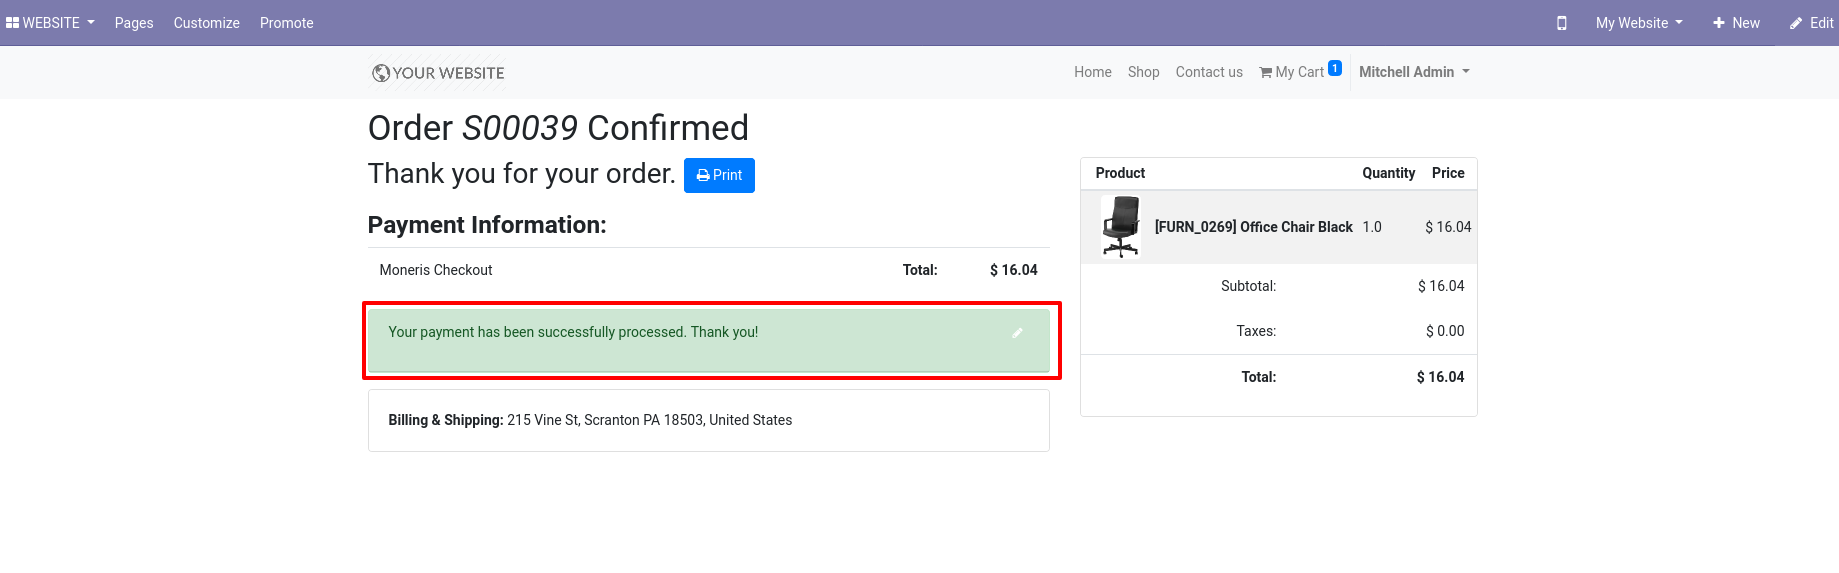 WEBSITE Pages Customize Promote My Website New Edit
YOUR WEBSITE Home Shop Contact us My Cart 1 Mitchell Admin
Order S00039 Confirmed
Thank you for your order. Print
Payment Information:
Moneris Checkout Total: $ 16.04
Your payment has been successfully processed. Thank you!
Billing & Shipping: 215 Vine St, Scranton PA 18503, United States
Product Quantity Price
[FURN_0269] Office Chair Black 1.0 $ 16.04
Subtotal: $ 16.04
Taxes: $ 0.00
Total: $ 16.04